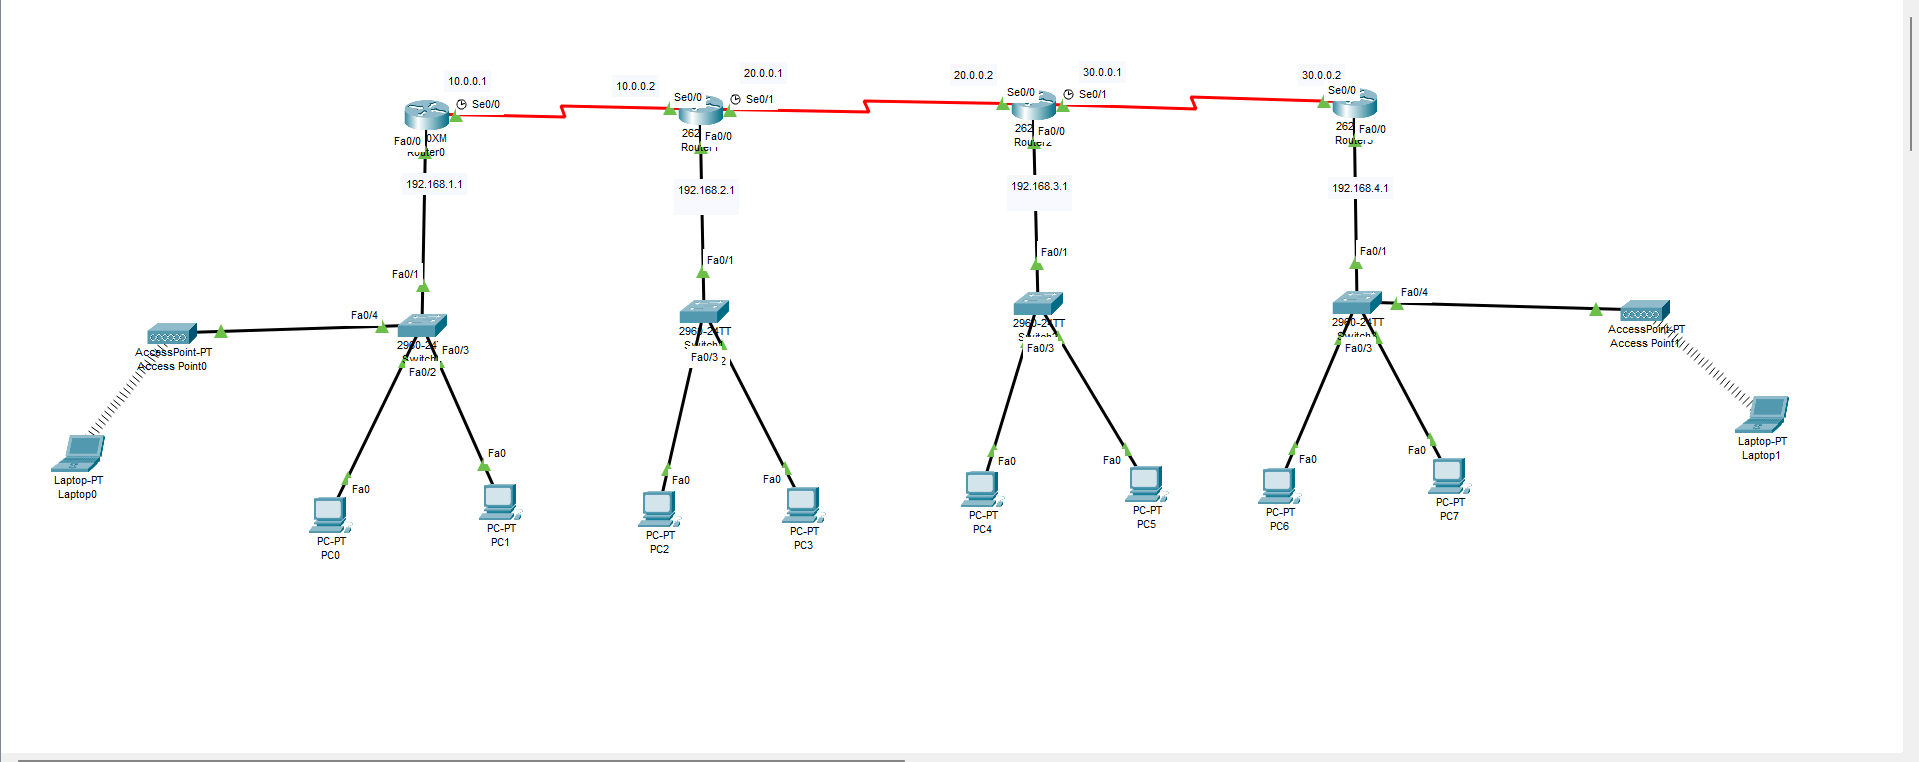 10.0.0.1
Se0/0
10.0.0.2
Se0/0
20.0.0.1
Se0/1
20.0.0.2
Se0/0
30.0.0.1
Se0/1
30.0.0.2
Se0/0
Fa0/0
0XM
Router0
262
Fa0/0
262
Fa0/0
Router2
262
Fa0/0
192.168.1.1
192.168.2.1
192.168.3.1
192.168.4.1
Fa0/1
Fa0/1
Fa0/1
Fa0/1
Fa0/4
Fa0/4
AccessPoint-PT
Access Point0
Fa0/3
Fa0/2
2960-24TT
Fa0/3
2
2960-24TT
Fa0/3
2960-24TT
Fa0/3
AccessPoint-PT
Access Point1
Laptop-PT
Laptop0
Laptop-PT
Laptop1
Fa0
PC-PT
PC0
Fa0
PC-PT
PC1
Fa0
PC-PT
PC2
Fa0
PC-PT
PC3
Fa0
PC-PT
PC4
Fa0
PC-PT
PC5
Fa0
PC-PT
PC6
Fa0
PC-PT
PC7